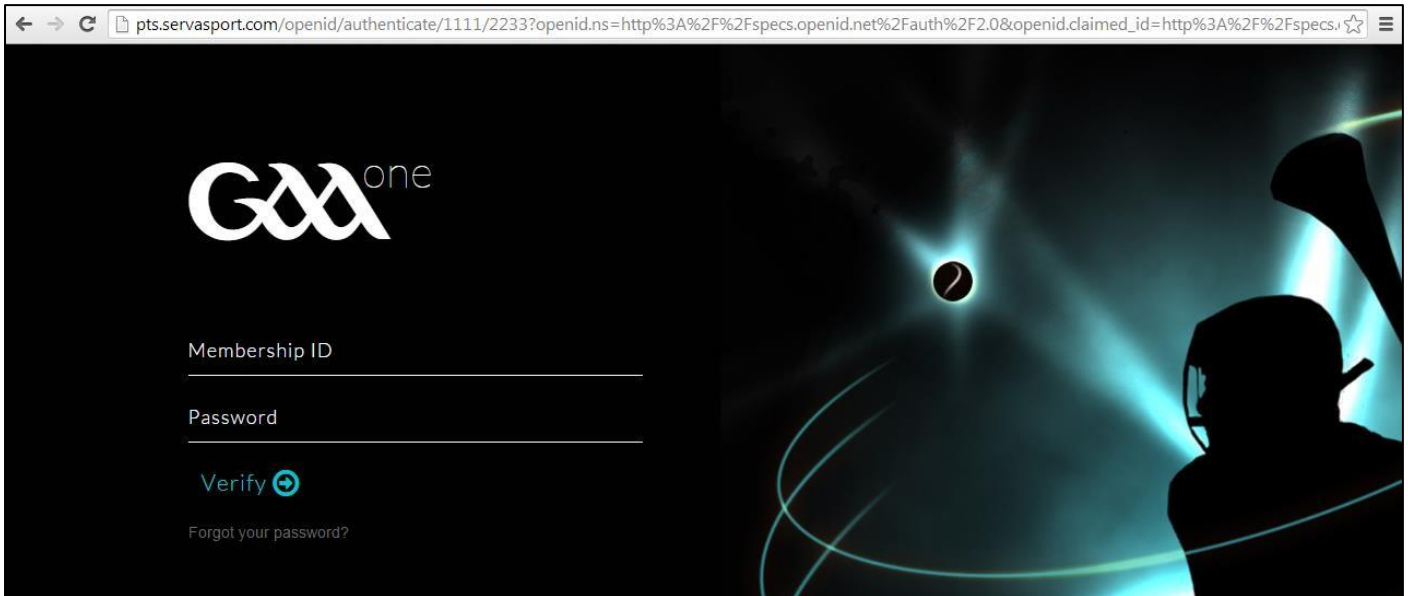 pts.servasport.com/openid/authenticate/1111/2233?openid.ns=http%3A%2F%2Fspecs.openid.net%2Fauth%2F2.0&openid.claimed_id=http%3A%2F%2Fspecs.
GAA one
Membership ID
Password
Verify
Forgot your password?